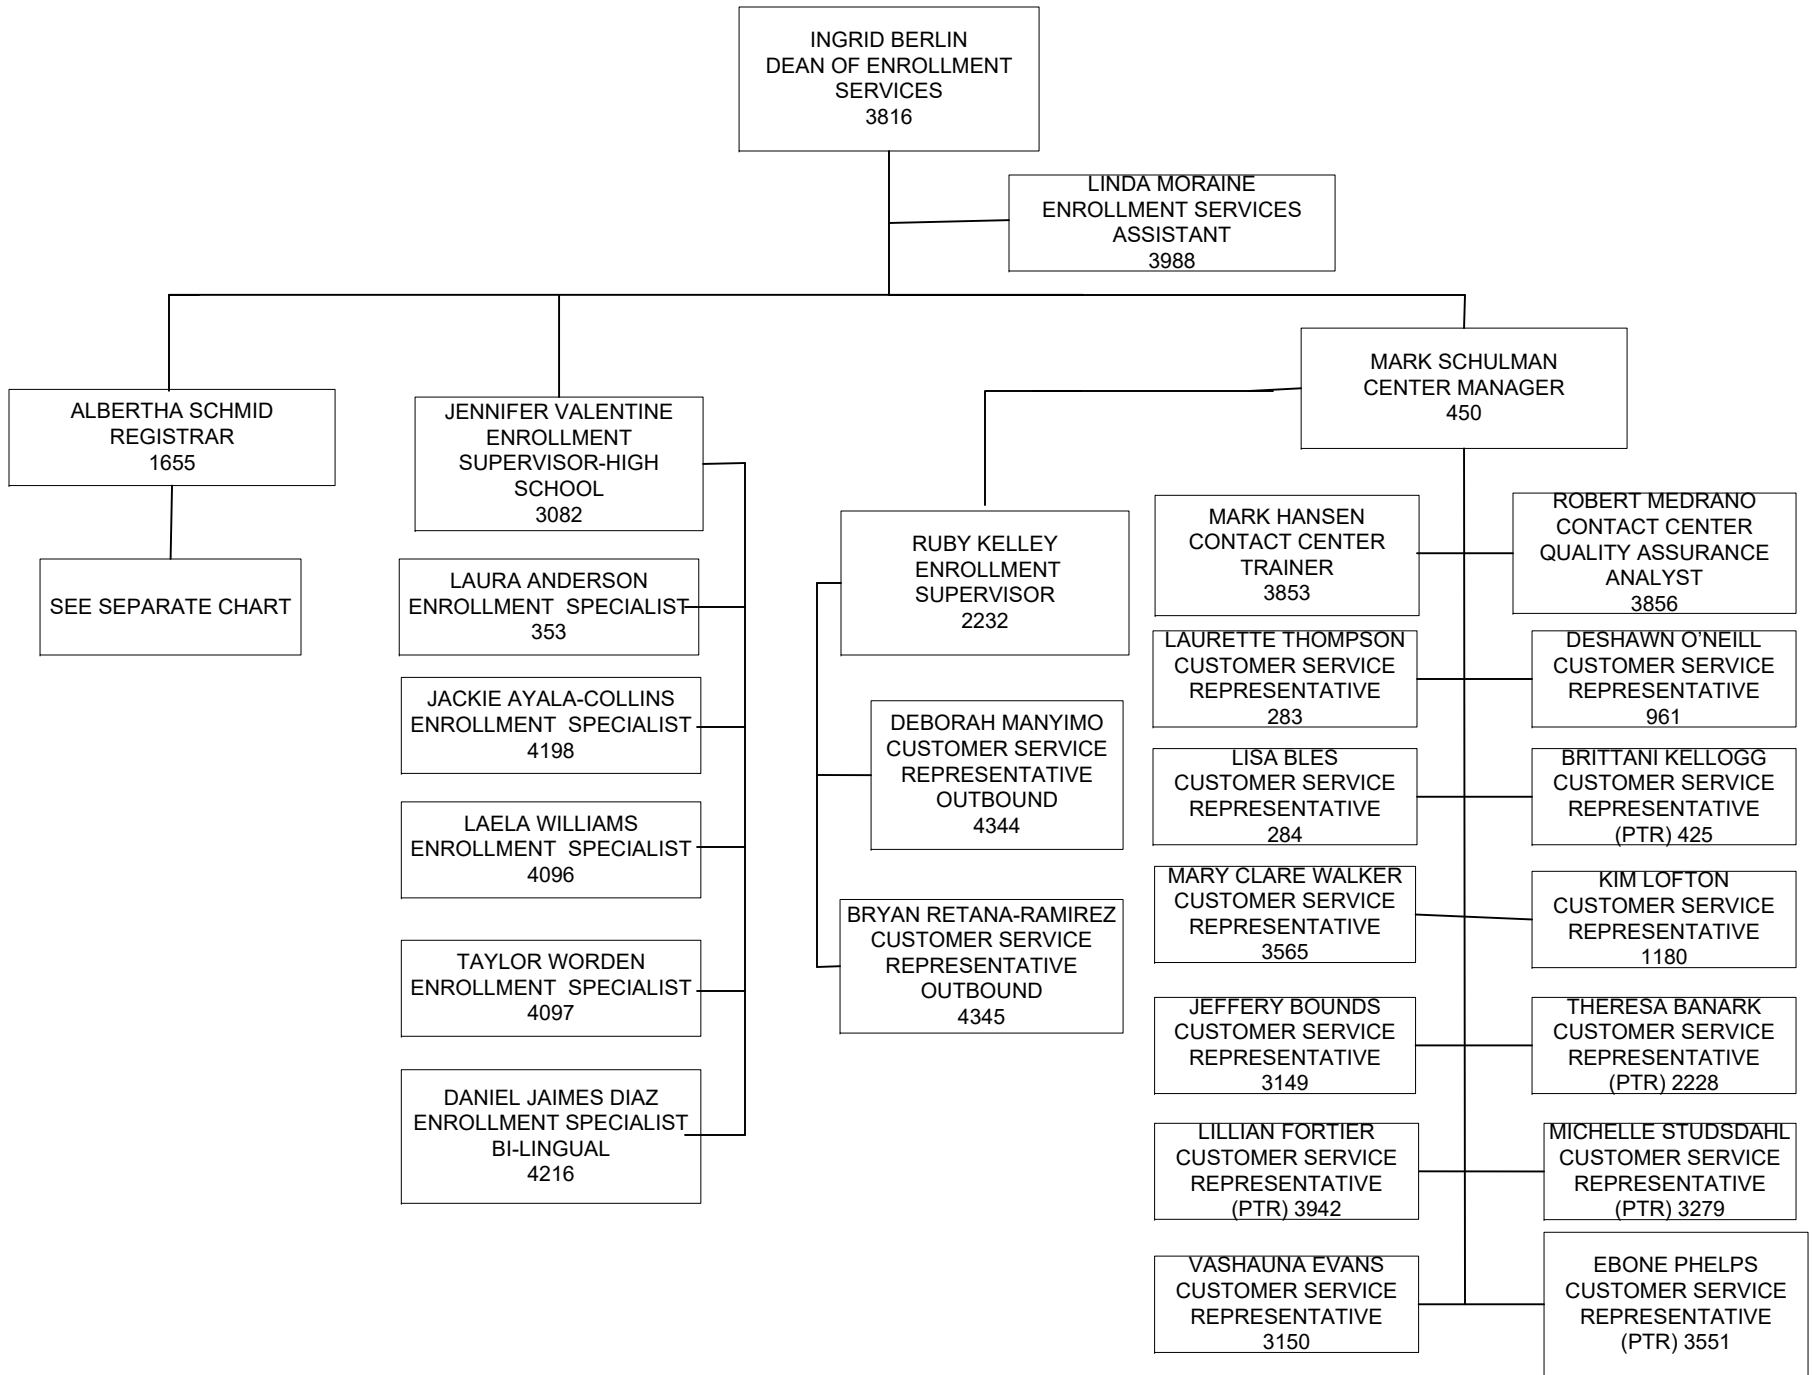 INGRID BERLIN
DEAN OF ENROLLMENT
SERVICES
3816
LINDA MORAINE
ENROLLMENT SERVICES
ASSISTANT
3988
ALBERTHA SCHMID
REGISTRAR
1655
SEE SEPARATE CHART
JENNIFER VALENTINE
ENROLLMENT
SUPERVISOR-HIGH
SCHOOL
3082
LAURA ANDERSON
ENROLLMENT SPECIALIST
353
JACKIE AYALA-COLLINS
ENROLLMENT SPECIALIST
4198
LAELA WILLIAMS
ENROLLMENT SPECIALIST
4096
TAYLOR WORDEN
ENROLLMENT SPECIALIST
4097
DANIEL JAIMES DIAZ
ENROLLMENT SPECIALIST
BI-LINGUAL
4216
MARK SCHULMAN
CENTER MANAGER
450
RUBY KELLEY
ENROLLMENT
SUPERVISOR
2232
DEBORAH MANYIMO
CUSTOMER SERVICE
REPRESENTATIVE
OUTBOUND
4344
BRYAN RETANA-RAMIREZ
CUSTOMER SERVICE
REPRESENTATIVE
OUTBOUND
4345
MARK HANSEN
CONTACT CENTER
TRAINER
3853
ROBERT MEDRANO
CONTACT CENTER
QUALITY ASSURANCE
ANALYST
3856
LAURETTE THOMPSON
CUSTOMER SERVICE
REPRESENTATIVE
283
DESHAWN O’NEILL
CUSTOMER SERVICE
REPRESENTATIVE
961
LISA BLES
CUSTOMER SERVICE
REPRESENTATIVE
284
BRITTANI KELLOGG
CUSTOMER SERVICE
REPRESENTATIVE
(PTR) 425
MARY CLARE WALKER
CUSTOMER SERVICE
REPRESENTATIVE
3565
KIM LOFTON
CUSTOMER SERVICE
REPRESENTATIVE
1180
JEFFERY BOUNDS
CUSTOMER SERVICE
REPRESENTATIVE
3149
THERESA BANARK
CUSTOMER SERVICE
REPRESENTATIVE
(PTR) 2228
LILLIAN FORTIER
CUSTOMER SERVICE
REPRESENTATIVE
(PTR) 3942
MICHELLE STUDSDAHL
CUSTOMER SERVICE
REPRESENTATIVE
(PTR) 3279
VASHAUNA EVANS
CUSTOMER SERVICE
REPRESENTATIVE
3150
EBONE PHELPS
CUSTOMER SERVICE
REPRESENTATIVE
(PTR) 3551